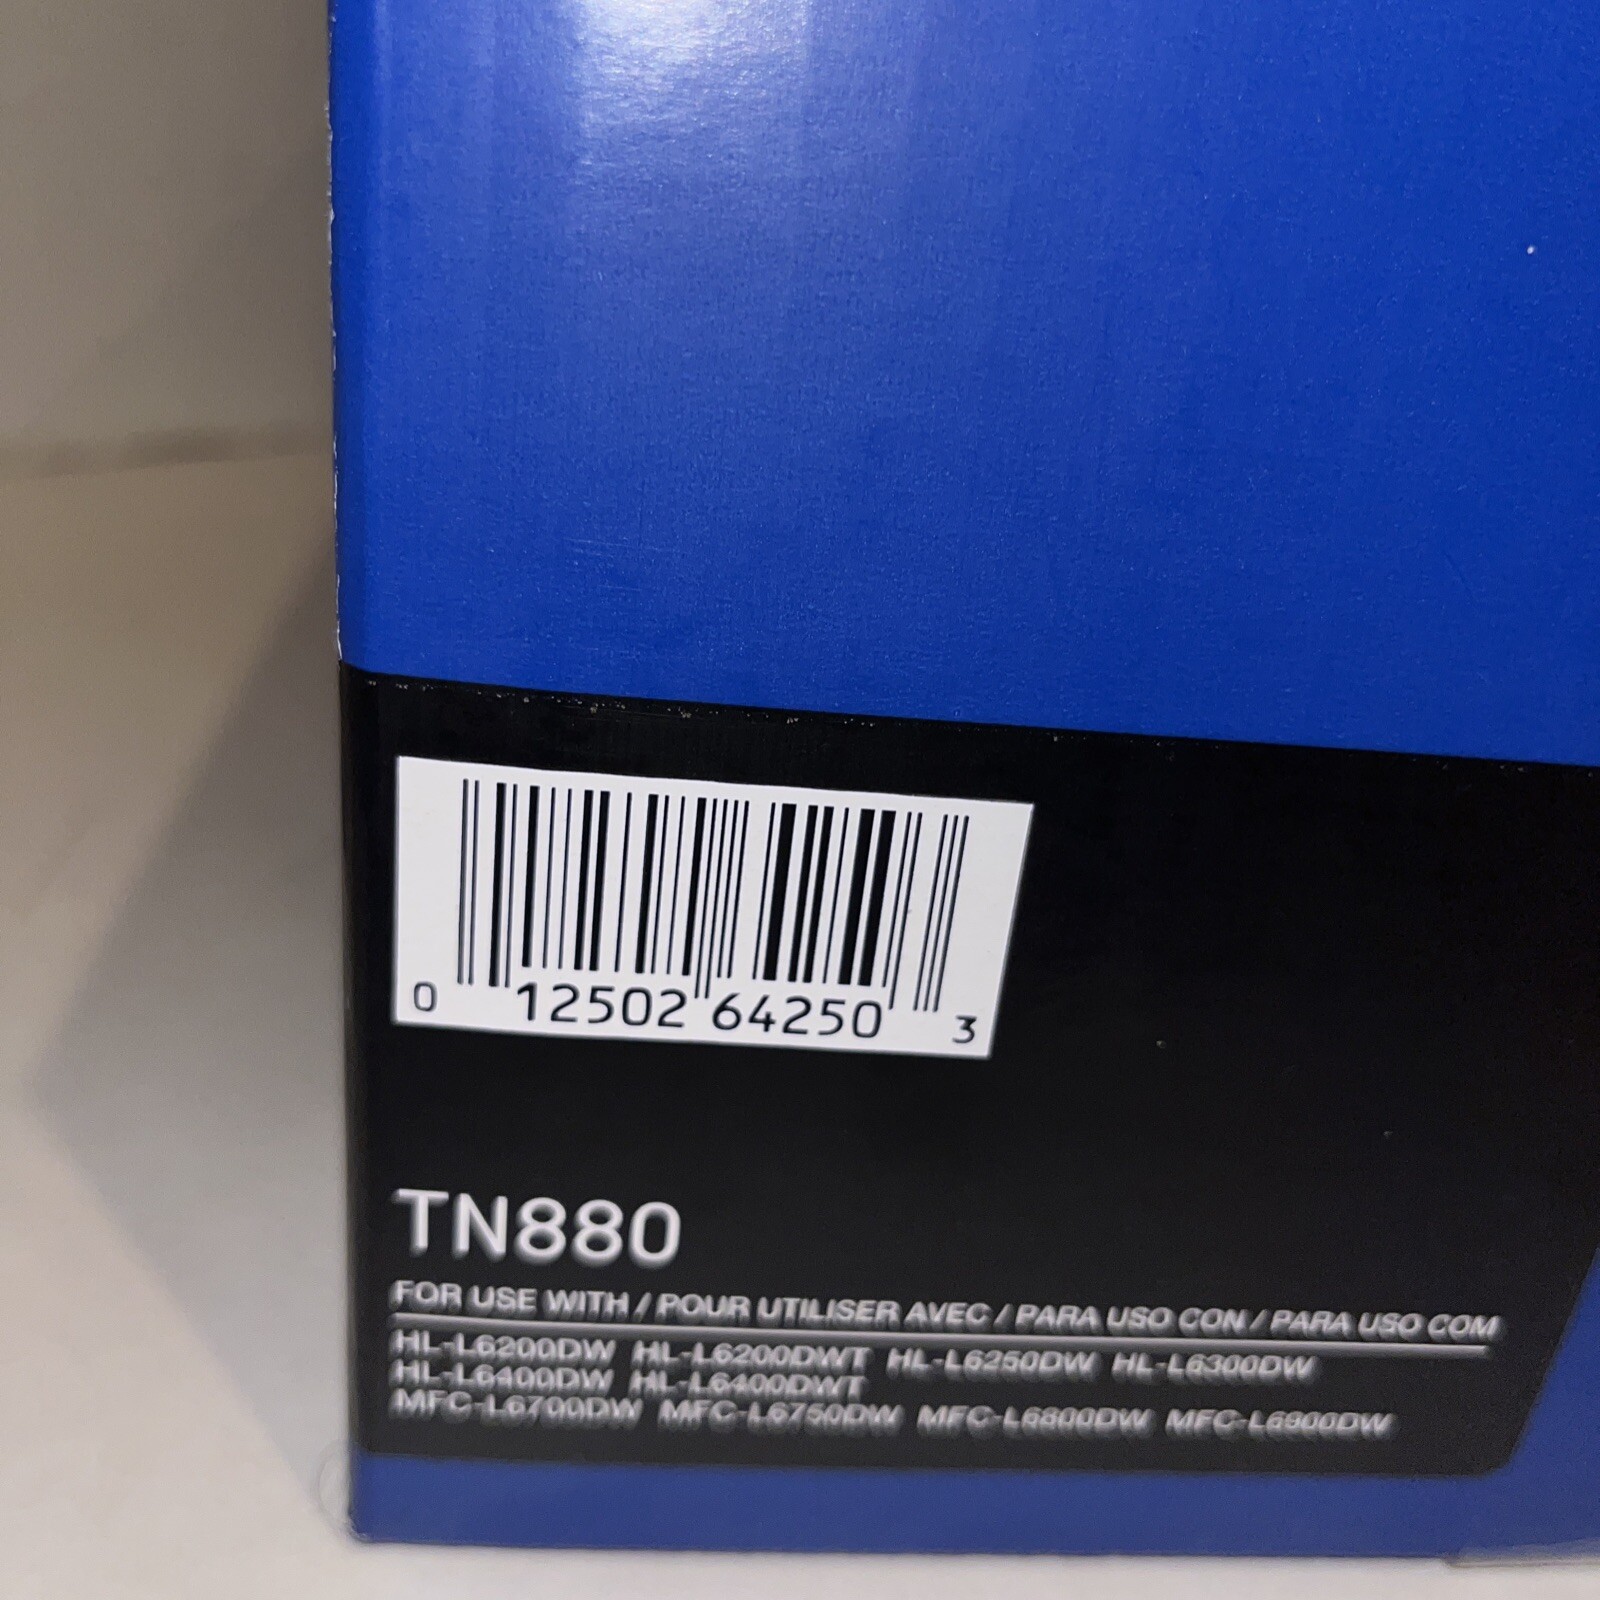 0 12502 64250 3
TN880
FOR USE WITH / POUR UTILISER AVEC / PARA USO CON / PARA USO COM
HL-L6200DW HL-L6200DWT HL-L6250DW HL-L6300DW
HL-L6400DW HL-L6400DWT
MFC-L6700DW MFC-L6750DW MFC-L6800DW MFC-L6900DW